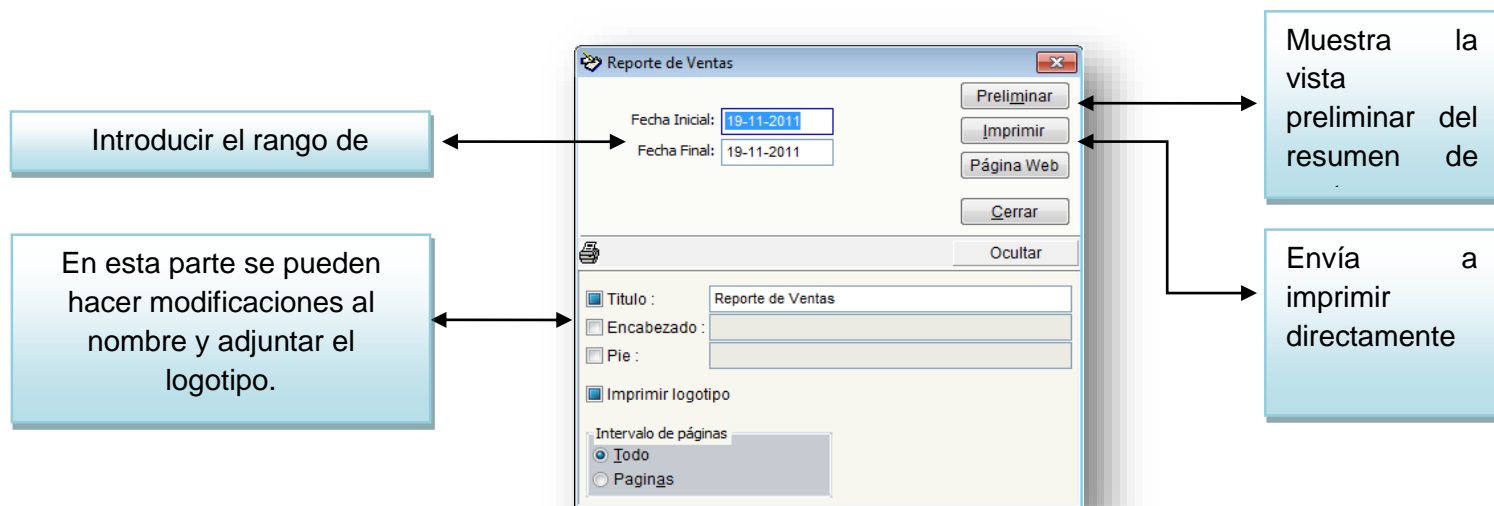 Introducir el rango de
En esta parte se pueden
hacer modificaciones al
nombre y adjuntar el
logotipo.
Reporte de Ventas
Fecha Inicial: 19-11-2011
Fecha Final: 19-11-2011
Preliminar
Imprimir
Página Web
Cerrar
Ocultar
Titulo : Reporte de Ventas
Encabezado :
Pie :
Imprimir logotipo
Intervalo de páginas
Todo
Paginas
Muestra la
vista
preliminar del
resumen de
Envía a
imprimir
directamente